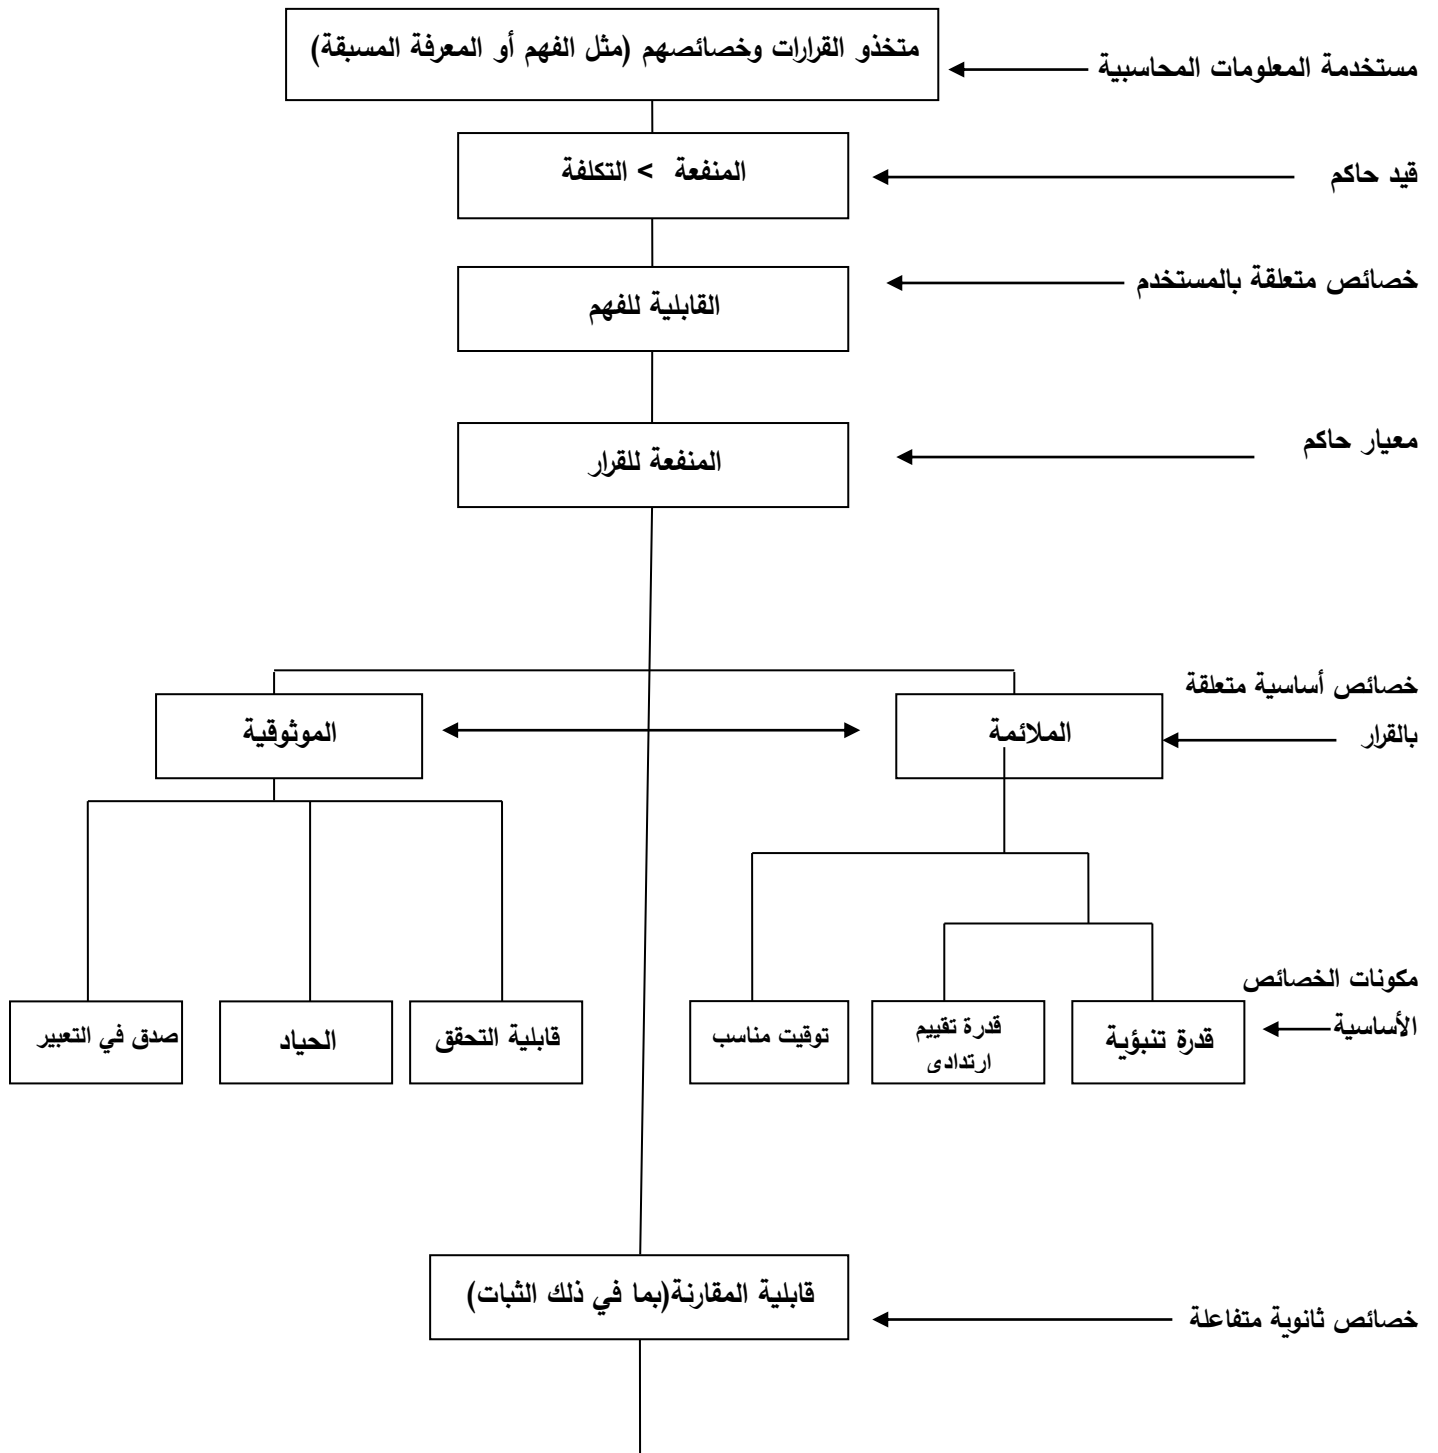 متخذو القرارات وخصائصهم (مثل الفهم أو المعرفة المسبقة)
مستخدمة المعلومات المحاسبية
المنفعة > التكلفة
قيد حاكم
القابلية للفهم
خصائص متعلقة بالمستخدم
المنفعة للقرار
معيار حاكم
خصائص أساسية متعلقة
بالقرار
الملائمة
الموثوقية
مكونات الخصائص
الأساسية
قدرة تنبؤية
قدرة تقييم
ارتدادى
توقيت مناسب
قابلية التحقق
الحياد
صدق في التعبير
قابلية المقارنة(بما في ذلك الثبات)
خصائص ثانوية متفاعلة